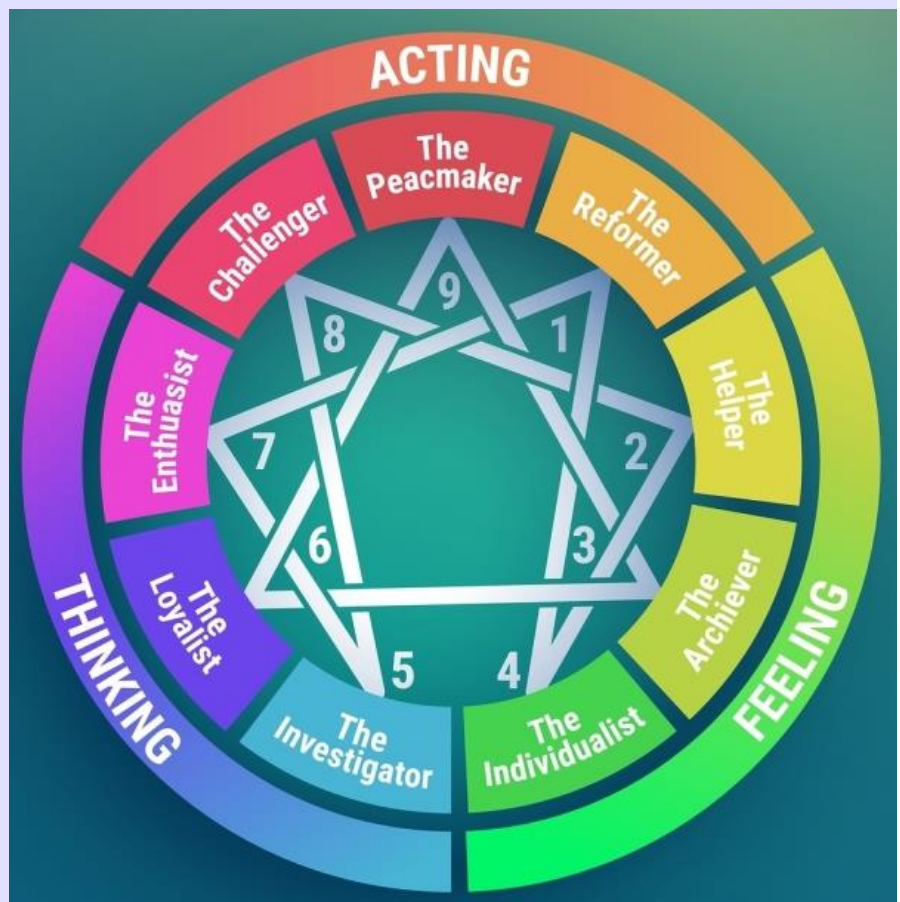 ACTING
The
Peacmaker
The
Reformer
The
Helper
The
Archiever
The
Individualist
The
Investigator
The
Loyalist
The
Enthuasist
The
Challenger
FEELING
THINKING
9
1
2
3
4
5
6
7
8